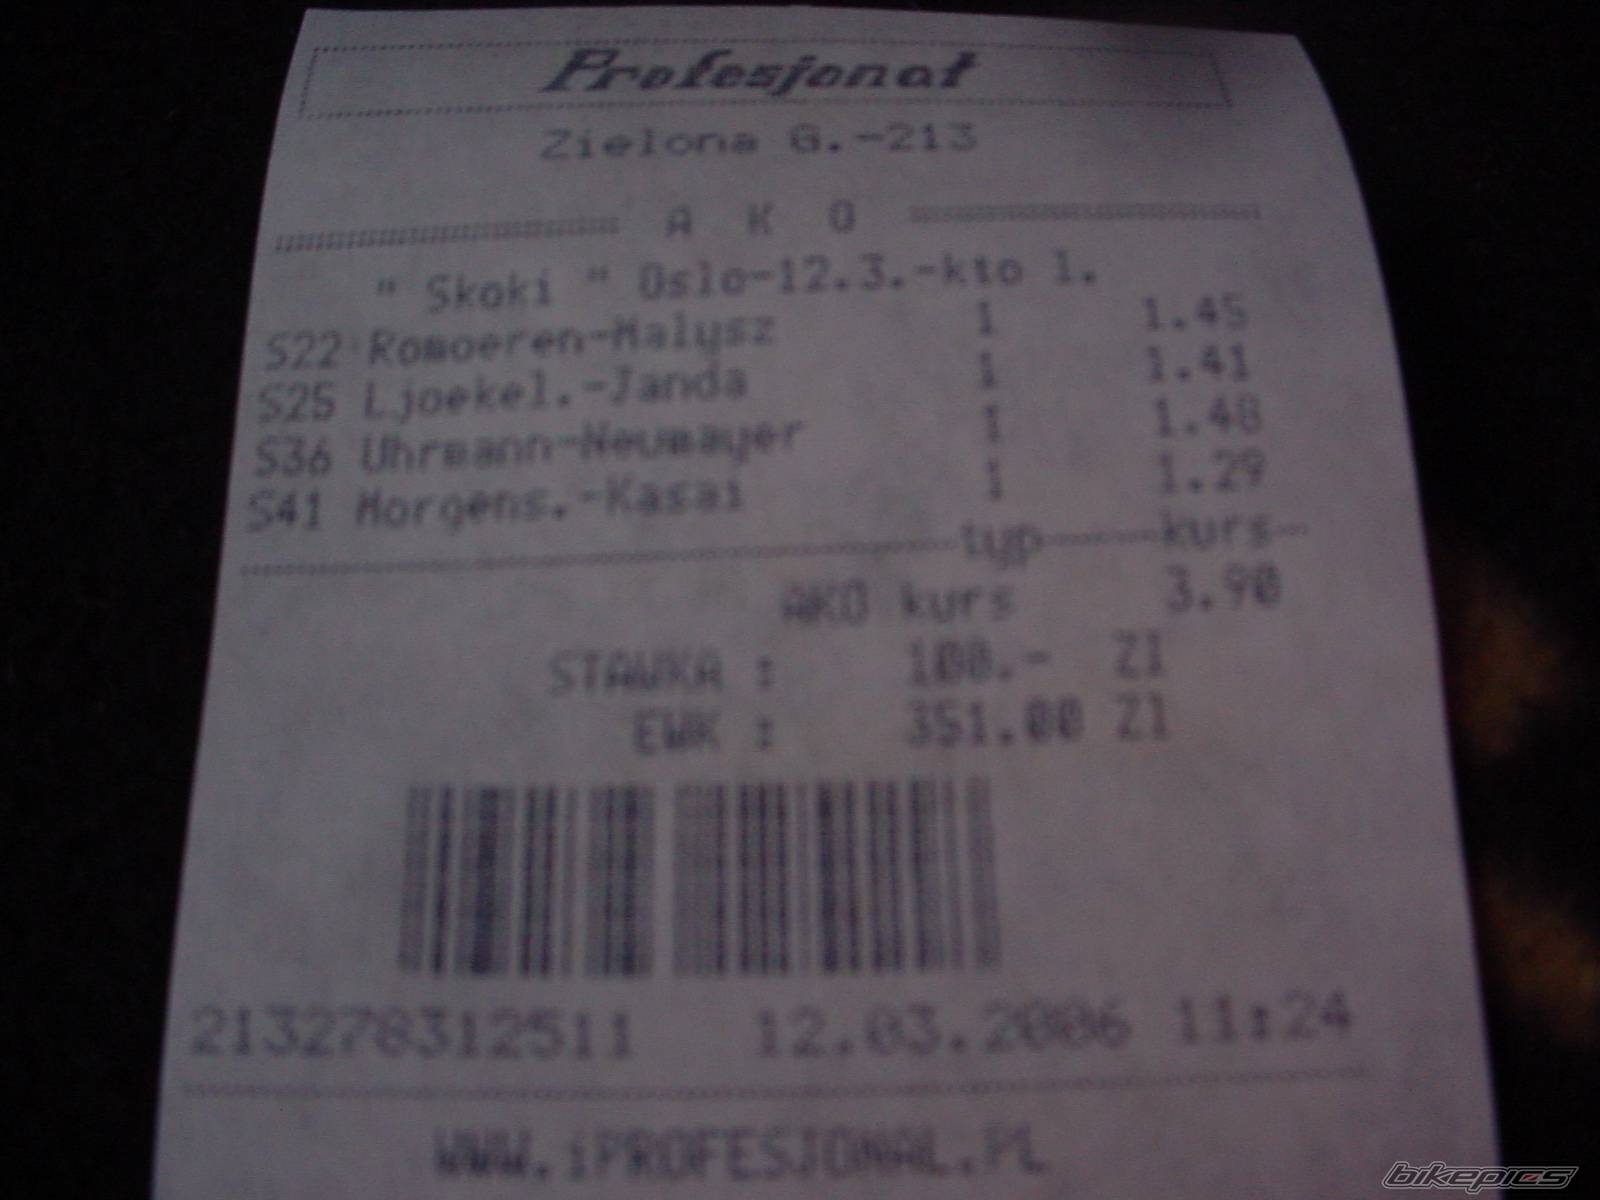 Profesjonał
Zielona G.-213
A K O
" Skoki " Oslo-12.3.-kto l.
S22 Romoeren-Malysz 1 1.45
S25 Ljoekel.-Janda 1 1.41
S36 Uhrmann-Neumayer 1 1.48
S41 Morgens.-Kasai 1 1.29
typ kurs
AKO kurs 3.90
STAWKA : 100.- Zl
EWK : 351.00 Zl
213278312511 12.03.2006 11:24
WWW.iPROFESJONAL.PL
bikepics